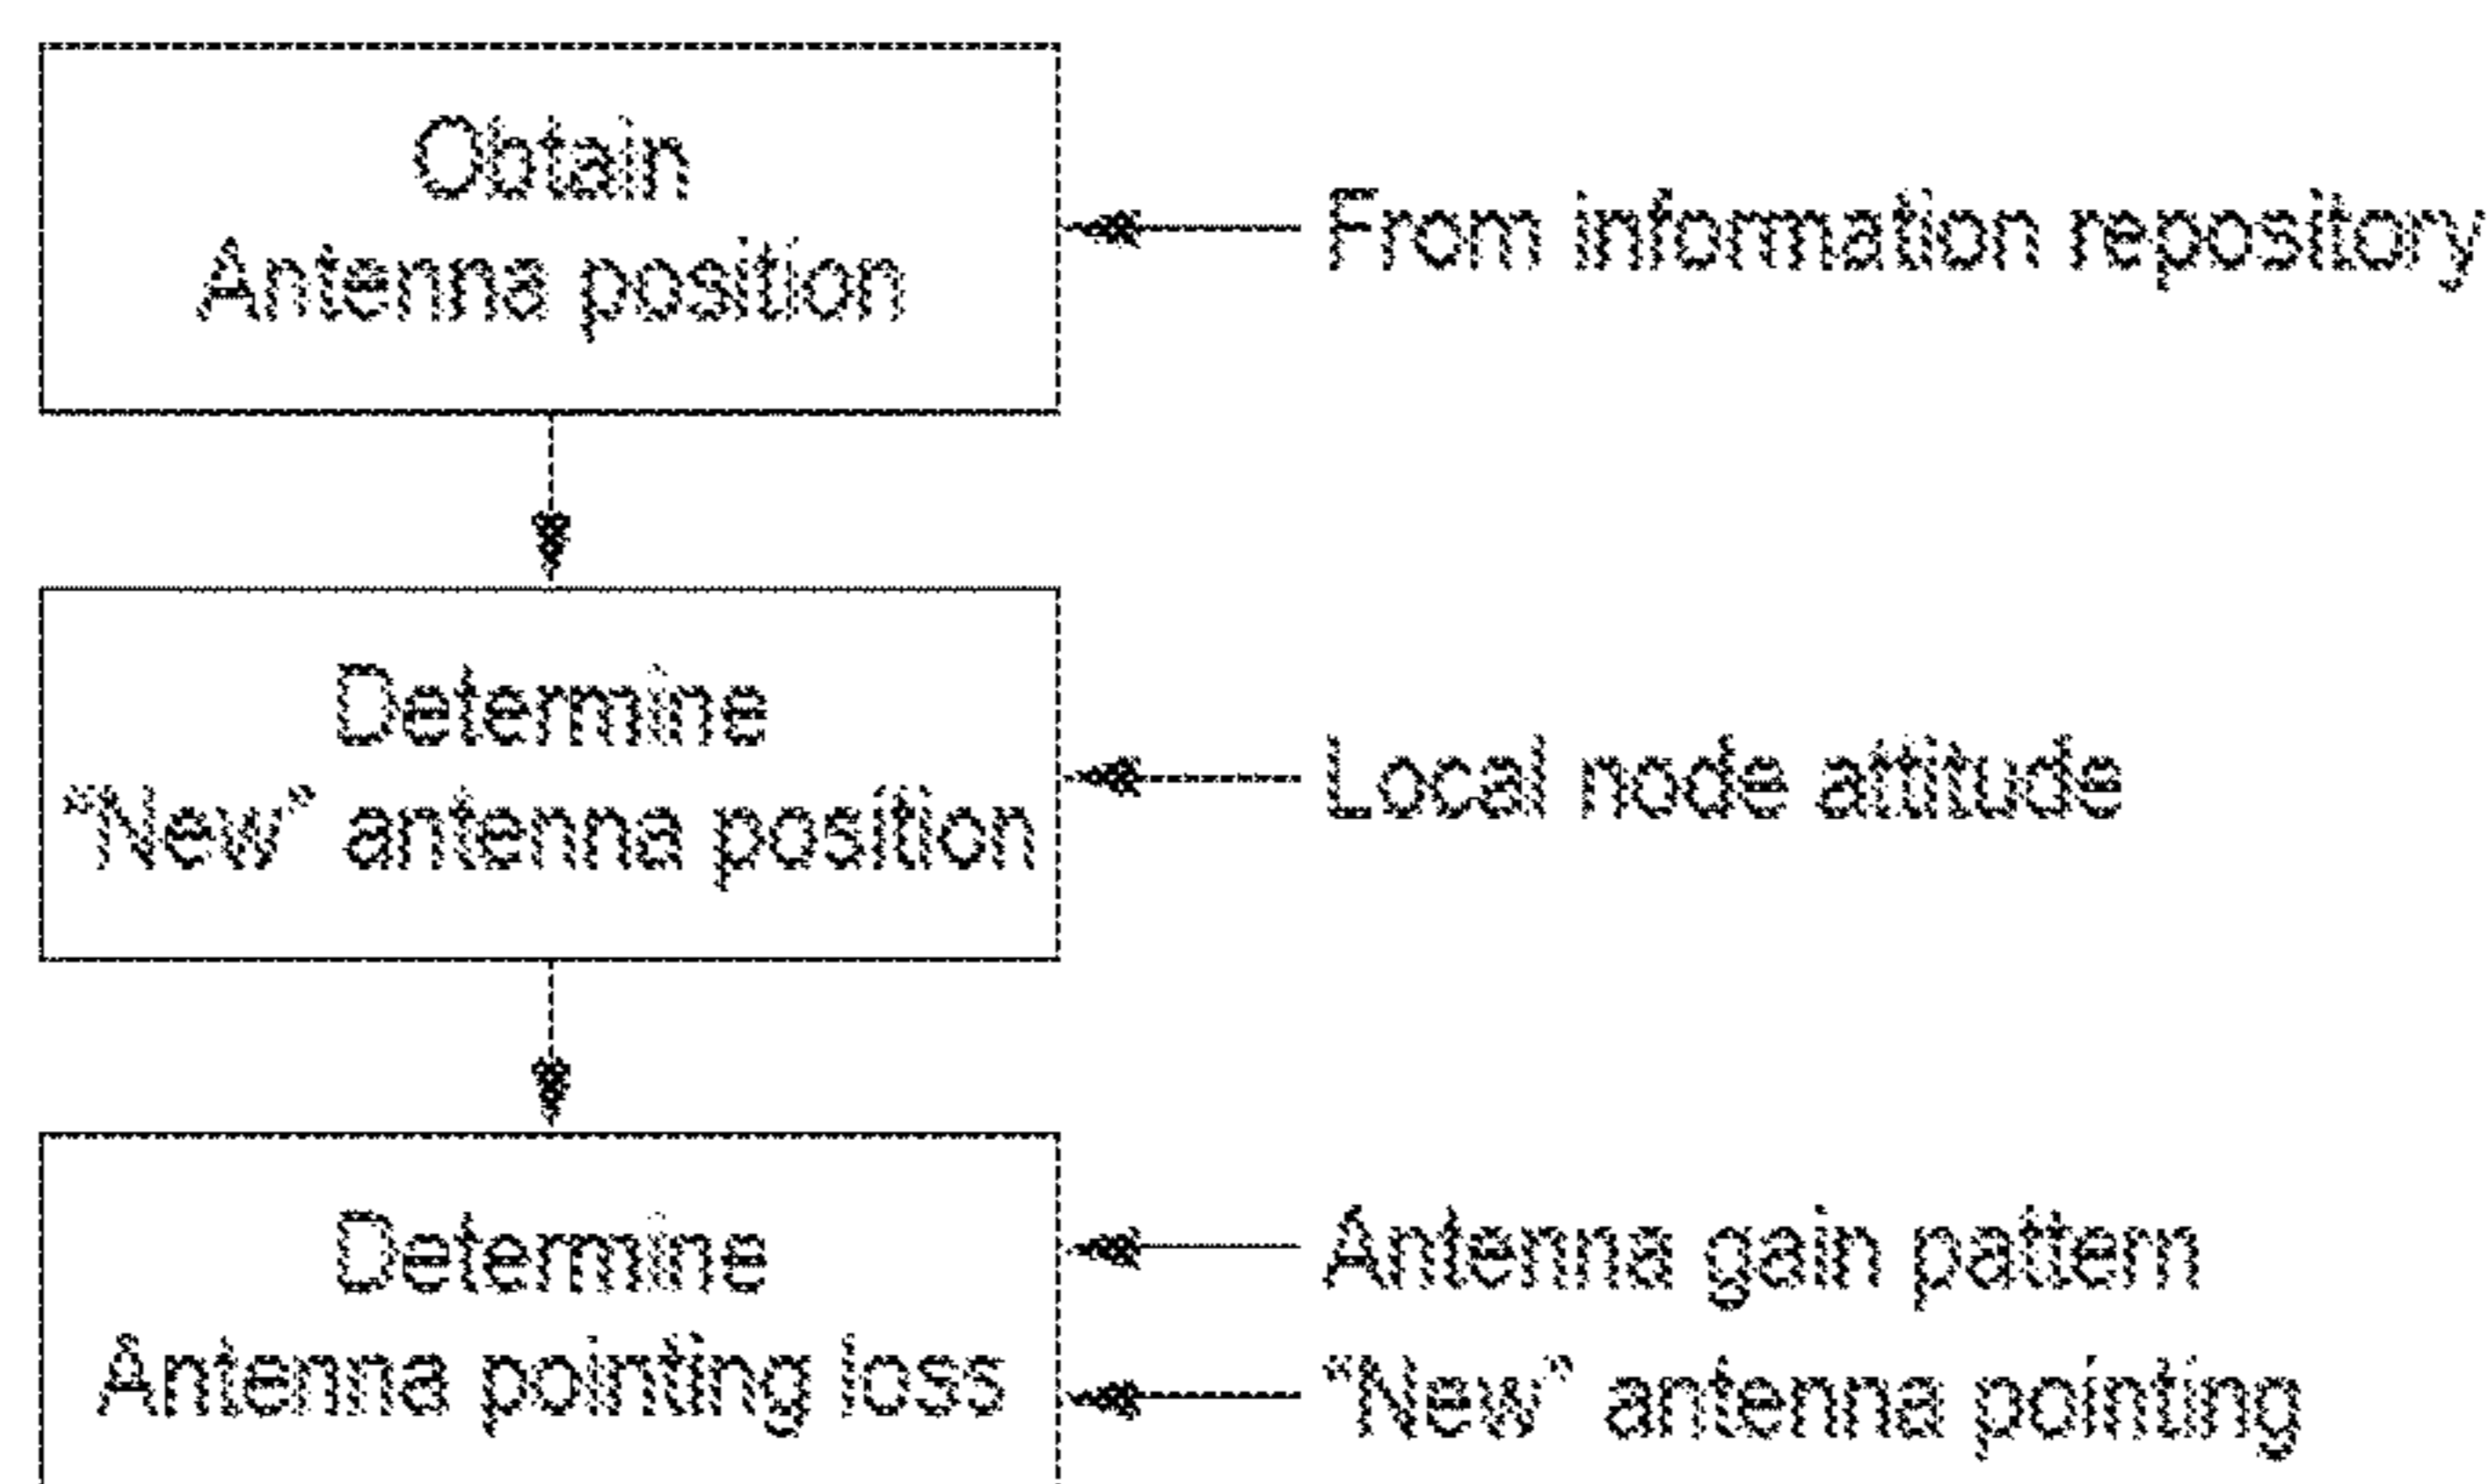 Obtain
Antenna position
From information repository
Determine
“New” antenna position
Local node attitude
Determine
Antenna pointing loss
Antenna gain pattern
“New” antenna pointing